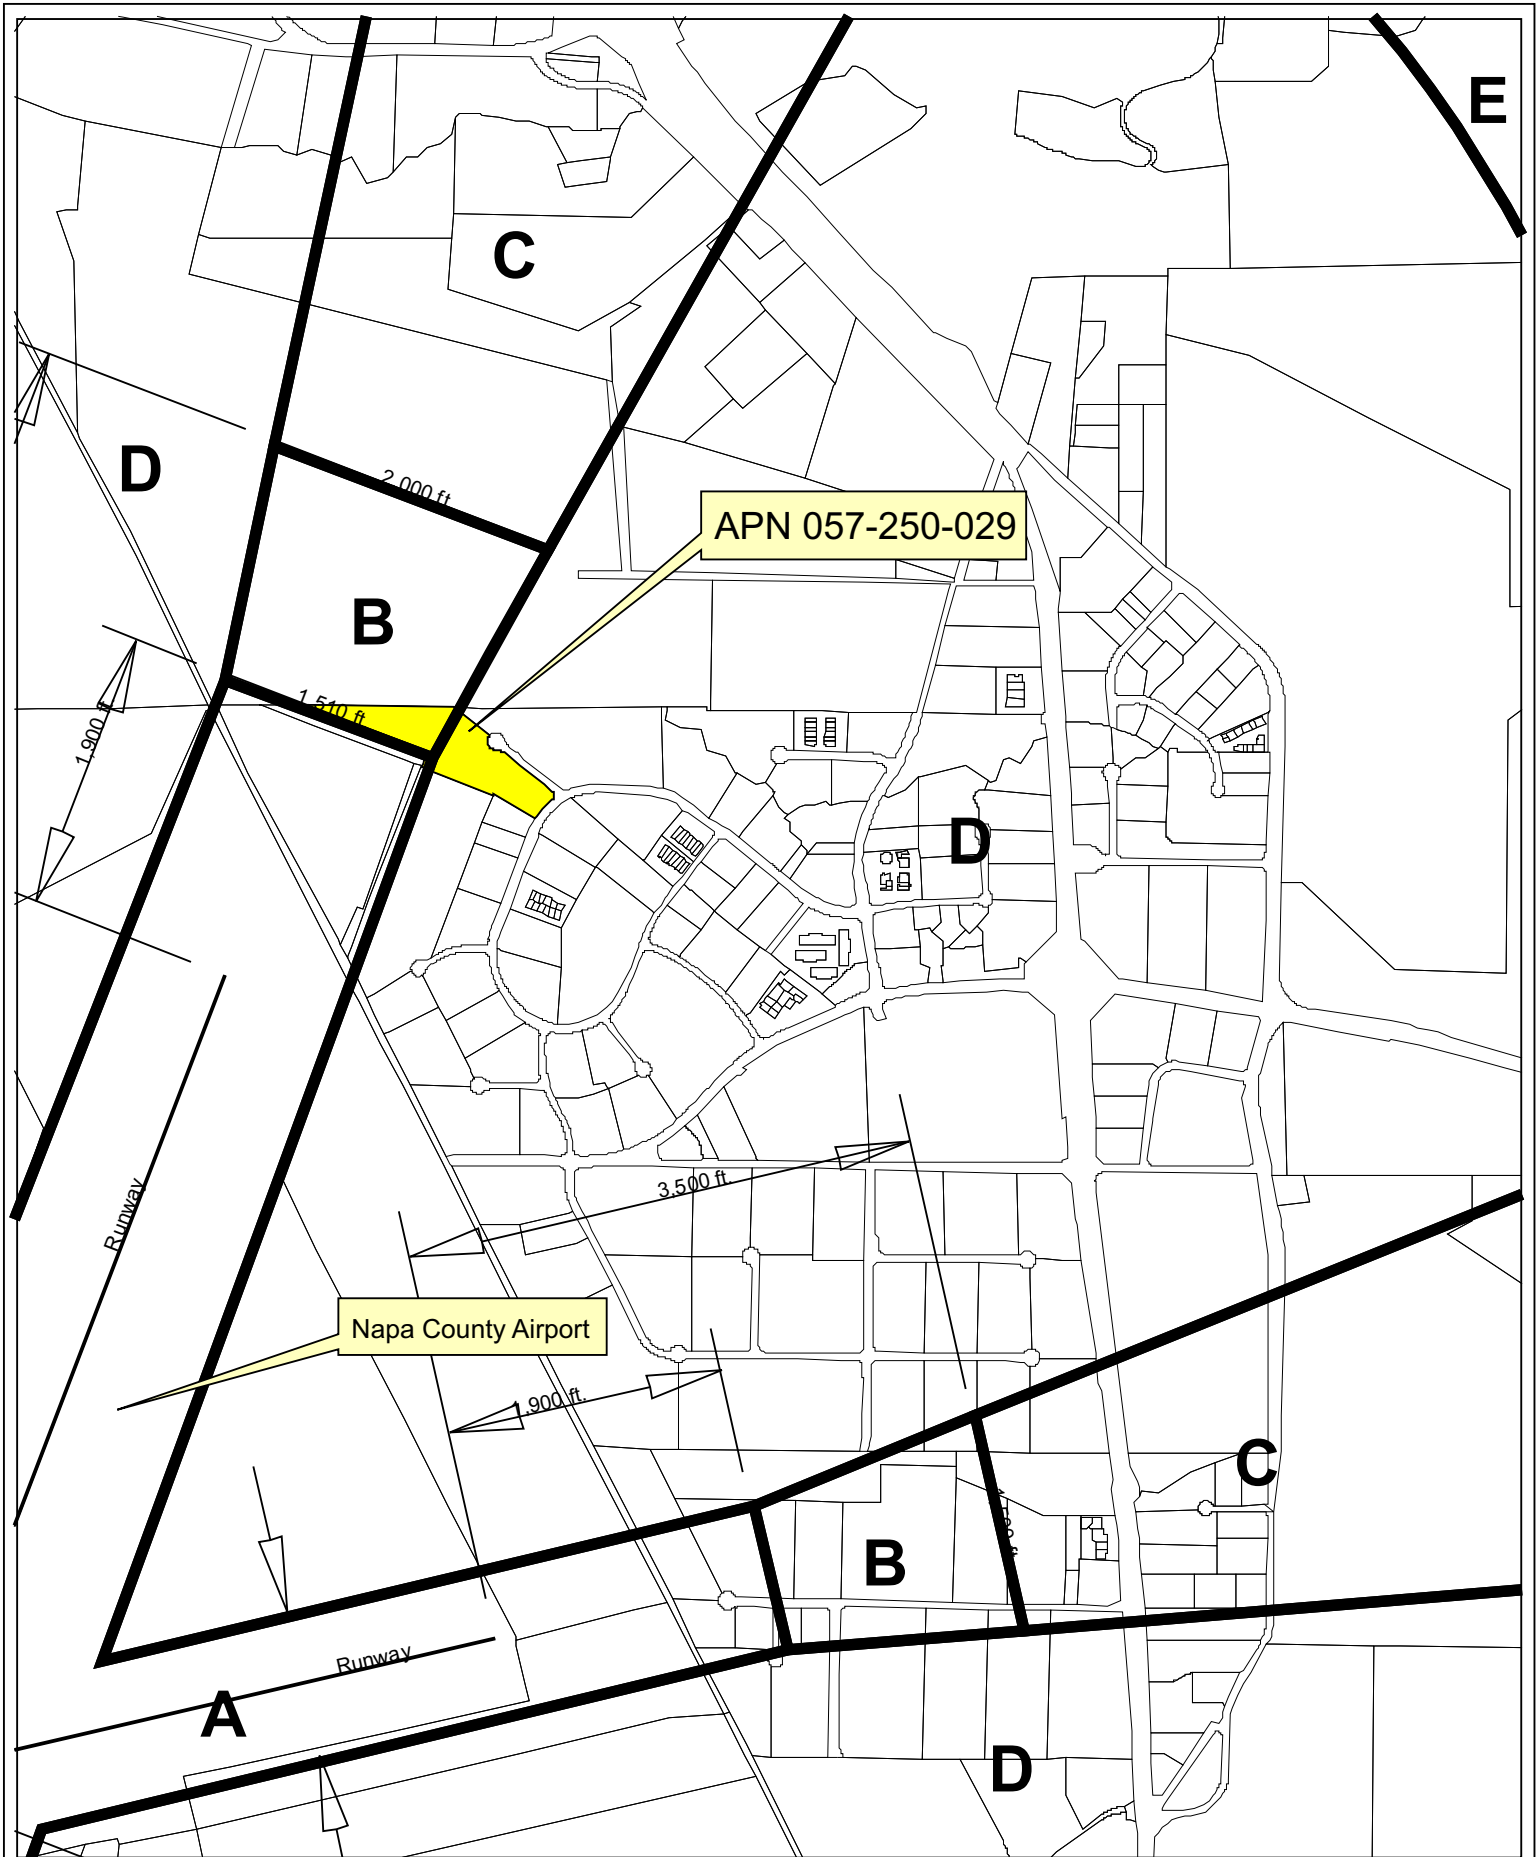 E
C
D
2,000 ft
APN 057-250-029
B
1,510 ft
1,900 ft
D
3,500 ft.
Runway
Napa County Airport
1,900 ft.
C
B
Runway
A
D